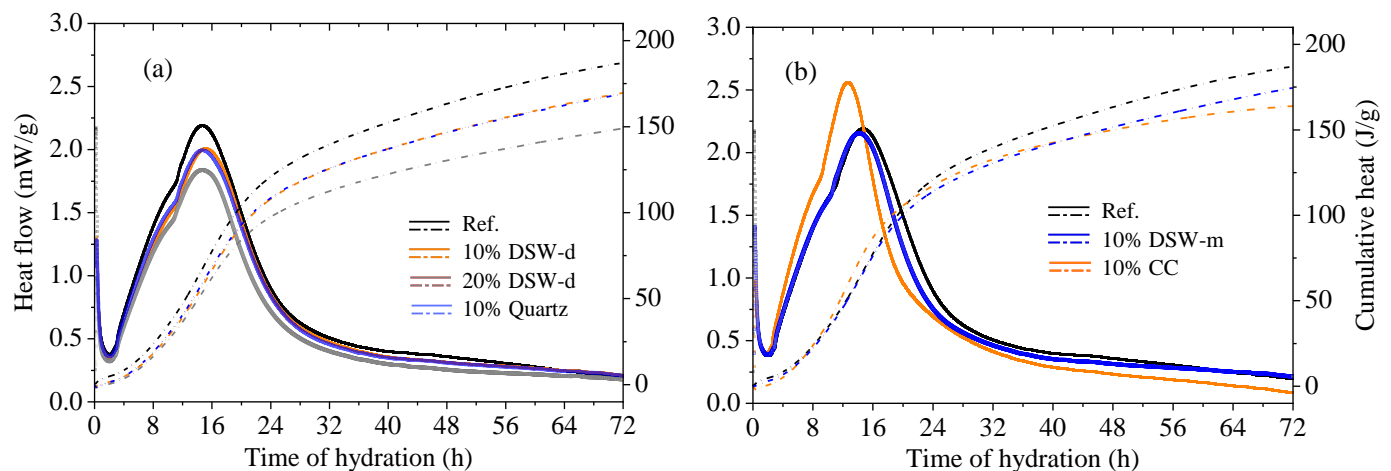 (a)
3.0
2.5
2.0
1.5
1.0
0.5
0.0
Heat flow (mW/g)
200
150
100
50
0
Ref.
10% DSW-d
20% DSW-d
10% Quartz
0 8 16 24 32 40 48 56 64 72
Time of hydration (h)
(b)
3.0
2.5
2.0
1.5
1.0
0.5
0.0
200
150
100
50
0
Cumulative heat (J/g)
Ref.
10% DSW-m
10% CC
0 8 16 24 32 40 48 56 64 72
Time of hydration (h)